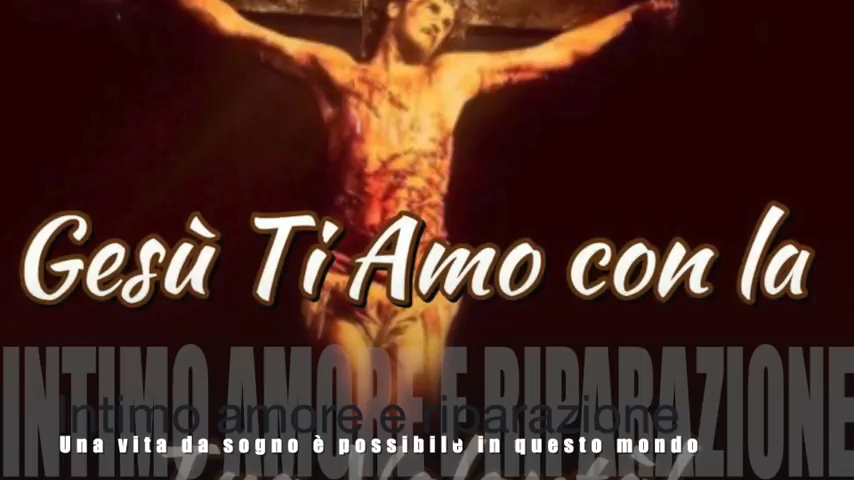 Gesù Ti Amo con la
INTIMO AMORE E RIPARAZIONE
Intimo amore e riparazione
Una vita da sogno è possibile in questo mondo